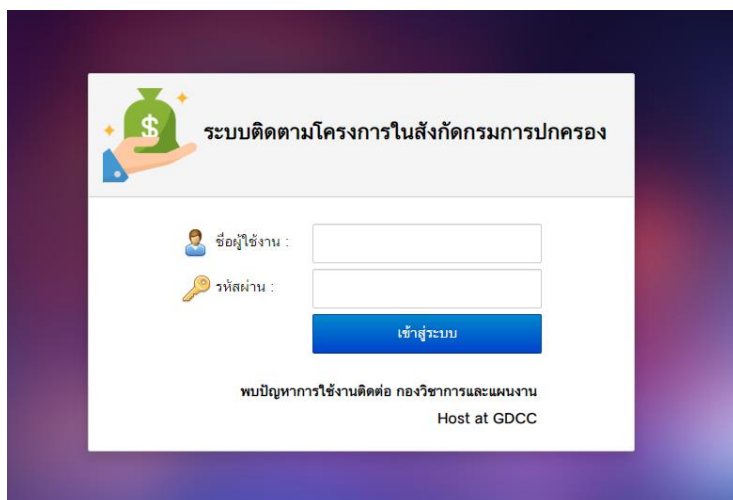 $
ระบบติดตามโครงการในสังกัดกรมการปกครอง
ชื่อผู้ใช้งาน :
รหัสผ่าน :
เข้าสู่ระบบ
พบปัญหาการใช้งานติดต่อ กองวิชาการและแผนงาน
Host at GDCC